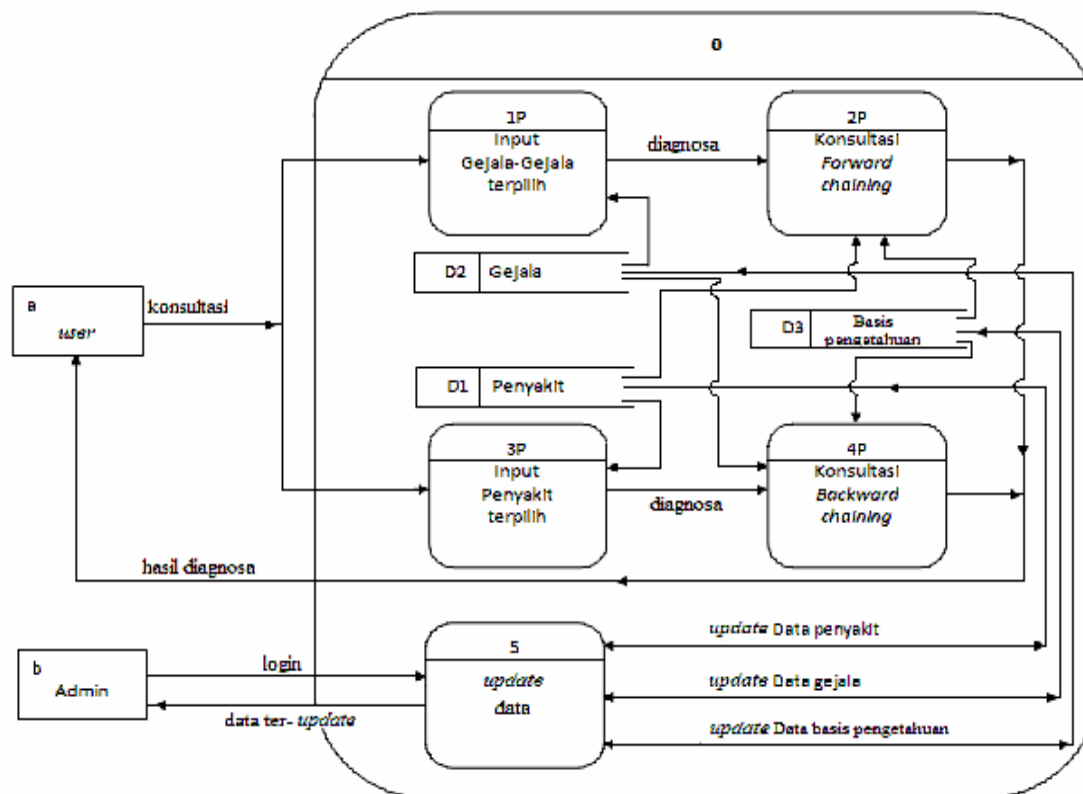 0
1P
Input
Gejala-Gejala
terpilih
diagnosa
2P
Konsultasi
Forward
chaining
D2 Gejala
a
user
konsultasi
D3 Basis
pengetahuan
D1 Penyakit
3P
Input
Penyakit
terpilih
diagnosa
4P
Konsultasi
Backward
chaining
hasil diagnosa
b
Admin
login
data ter- update
5
update
data
update Data penyakit
update Data gejala
update Data basis pengetahuan